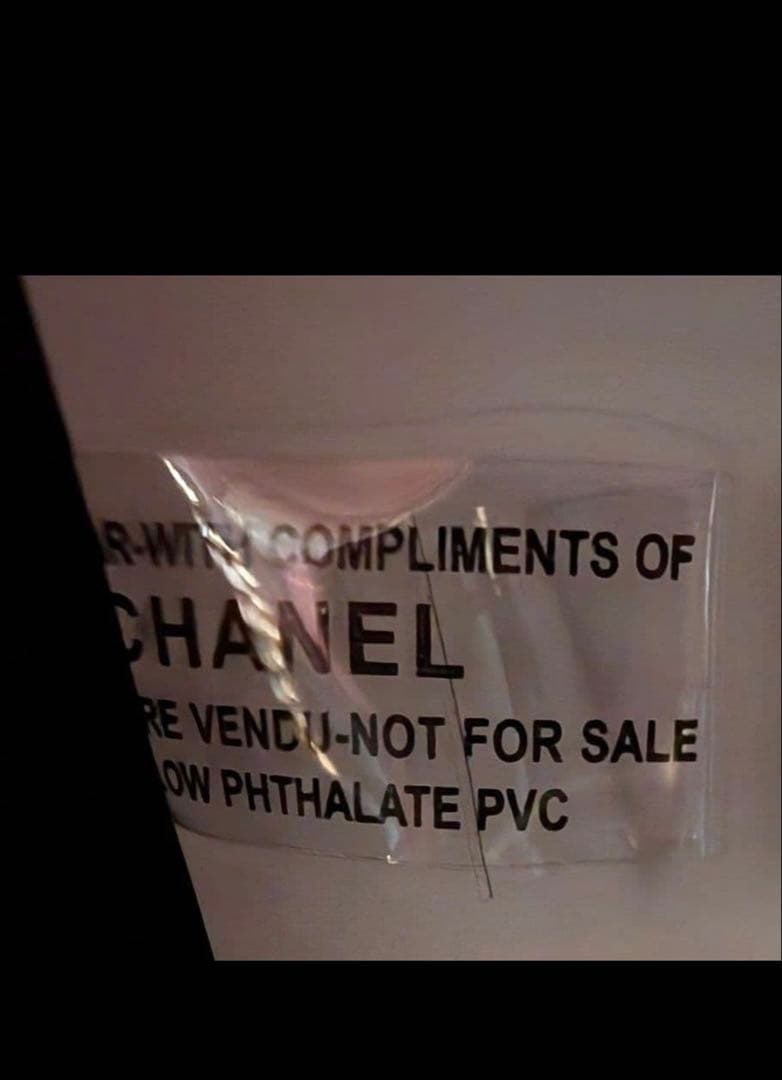 R-WITH COMPLIMENTS OF
CHANEL
RE VENDU-NOT FOR SALE
OW PHTHALATE PVC